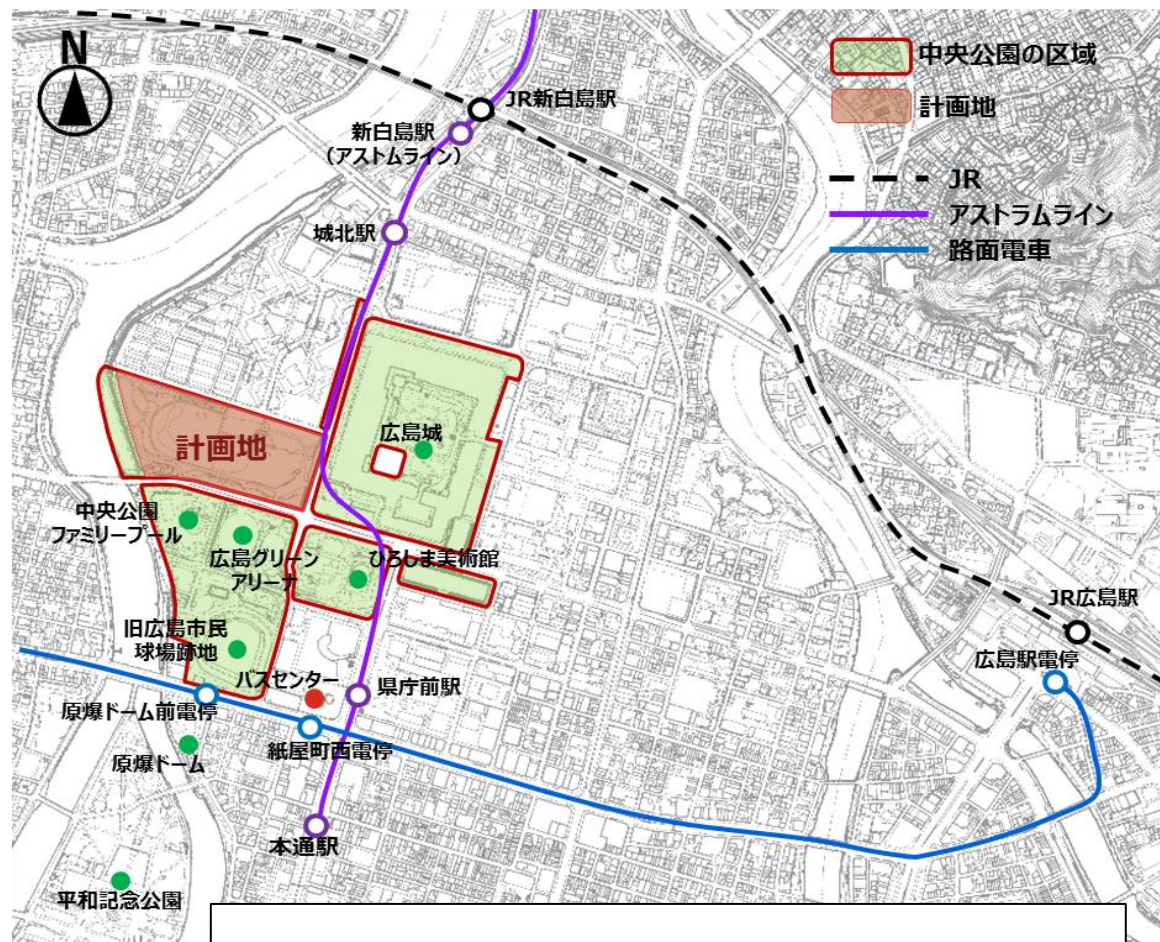 N
中央公園の区域
計画地
JR
アストラムライン
路面電車
JR新白島駅
新白島駅
（アストムライン）
城北駅
広島城
計画地
中央公園
ファミリープール
広島グリーン
アリーナ
ひろしま美術館
旧広島市民
球場跡地
バスセンター
県庁前駅
原爆ドーム前電停
紙屋町西電停
原爆ドーム
本通駅
平和記念公園
JR広島駅
広島駅電停